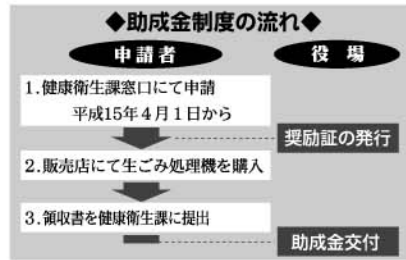 ◆助成金制度の流れ◆
申請者
役場
1.健康衛生課窓口にて申請
平成15年4月1日から
奨励証の発行
2.販売店にて生ごみ処理機を購入
3.領収書を健康衛生課に提出
助成金交付